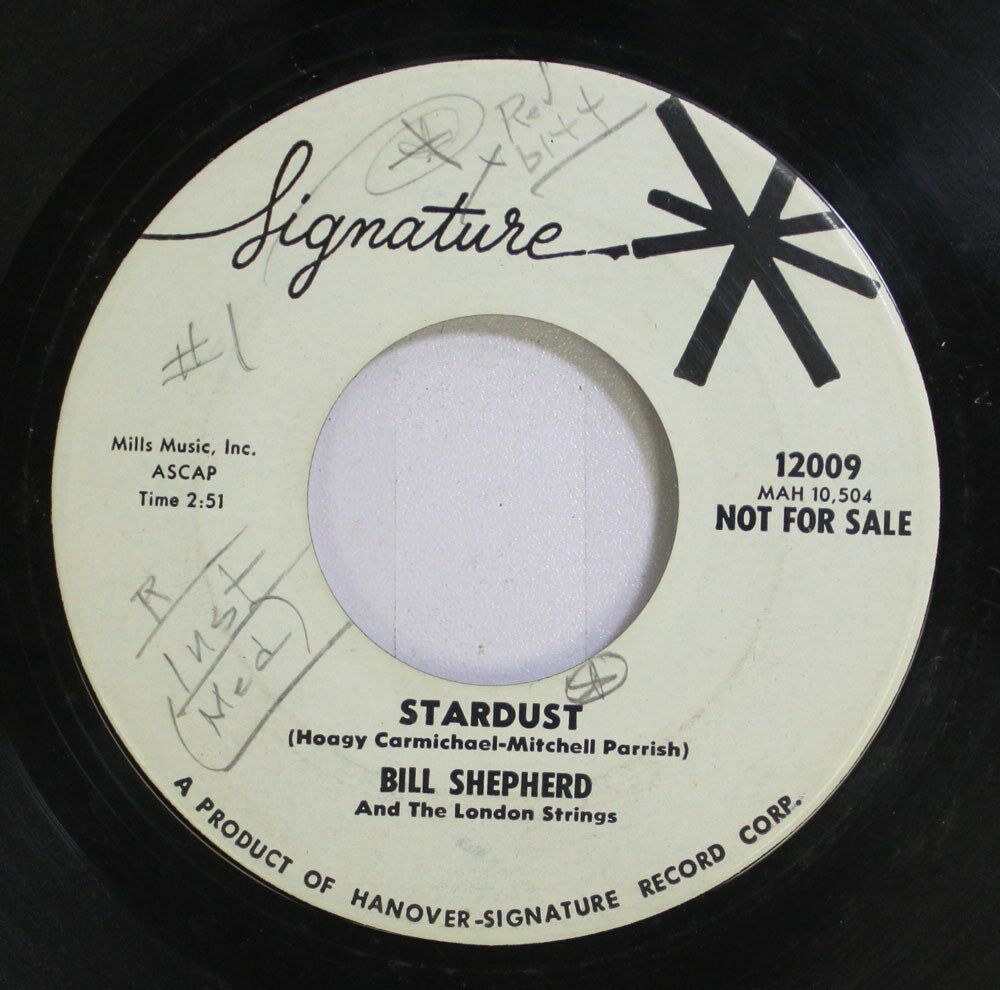 Signature
#1
Mills Music, Inc.
ASCAP
Time 2:51
12009
MAH 10,504
NOT FOR SALE
R
Inst
Med
STARDUST
(Hoagy Carmichael-Mitchell Parrish)
BILL SHEPHERD
And The London Strings
A PRODUCT OF HANOVER-SIGNATURE RECORD CORP.